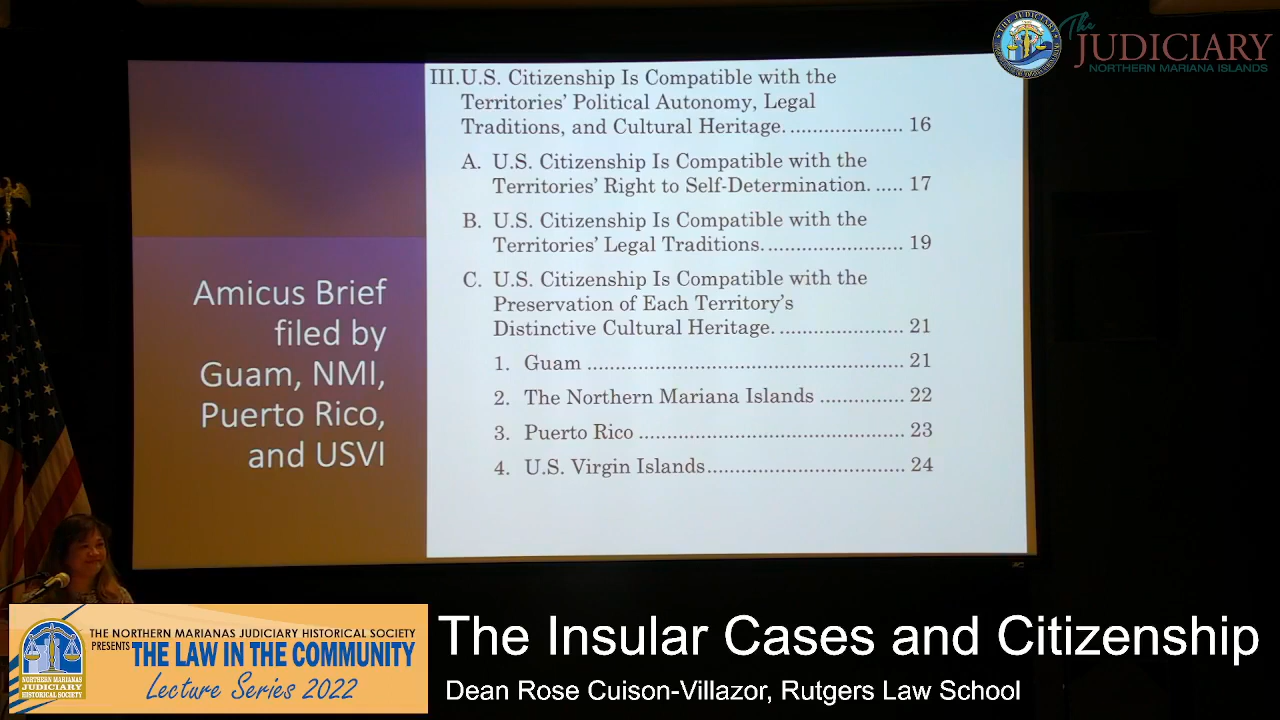 The
JUDICIARY
NORTHERN MARIANA ISLANDS
III. U.S. Citizenship Is Compatible with the
Territories' Political Autonomy, Legal
Traditions, and Cultural Heritage. .................... 16
A. U.S. Citizenship Is Compatible with the
Territories' Right to Self-Determination. ..... 17
B. U.S. Citizenship Is Compatible with the
Territories' Legal Traditions. ........................ 19
C. U.S. Citizenship Is Compatible with the
Preservation of Each Territory's
Distinctive Cultural Heritage. ...................... 21
1. Guam ........................................................ 21
2. The Northern Mariana Islands ............... 22
3. Puerto Rico ............................................... 23
4. U.S. Virgin Islands ................................... 24
Amicus Brief
filed by
Guam, NMI,
Puerto Rico,
and USVI
THE NORTHERN MARIANAS JUDICIARY HISTORICAL SOCIETY
PRESENTS THE LAW IN THE COMMUNITY
Lecture Series 2022
NORTHERN MARIANAS
JUDICIARY
HISTORICAL SOCIETY
The Insular Cases and Citizenship
Dean Rose Cuison-Villazor, Rutgers Law School